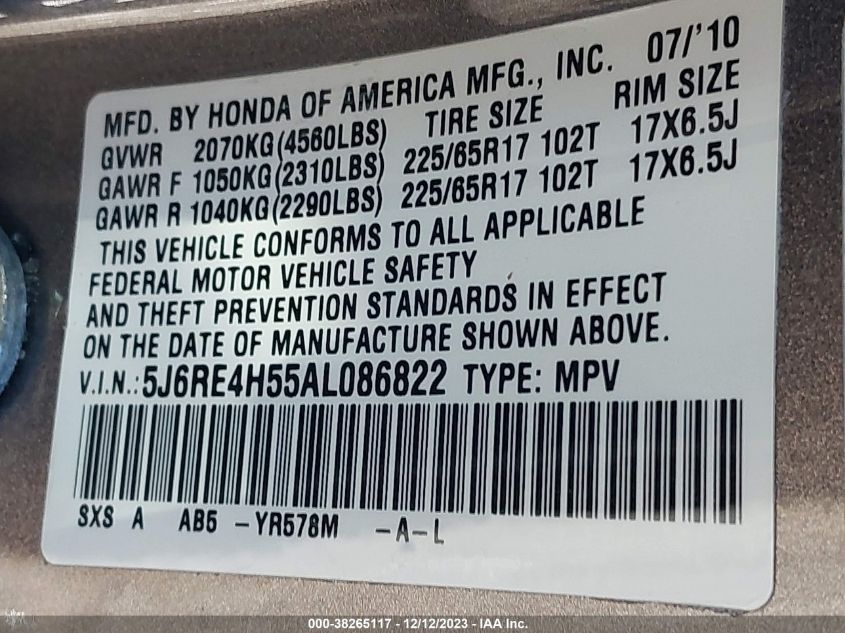 MFD. BY HONDA OF AMERICA MFG., INC. 07/'10
GVWR 2070KG(4560LBS) TIRE SIZE RIM SIZE
GAWR F 1050KG(2310LBS) 225/65R17 102T 17X6.5J
GAWR R 1040KG(2290LBS) 225/65R17 102T 17X6.5J
THIS VEHICLE CONFORMS TO ALL APPLICABLE
FEDERAL MOTOR VEHICLE SAFETY
AND THEFT PREVENTION STANDARDS IN EFFECT
ON THE DATE OF MANUFACTURE SHOWN ABOVE.
V.I.N.:5J6RE4H55AL086822 TYPE: MPV
SXS A AB5 -YR578M -A-L
000-38265117 - 12/12/2023 - IAA Inc.